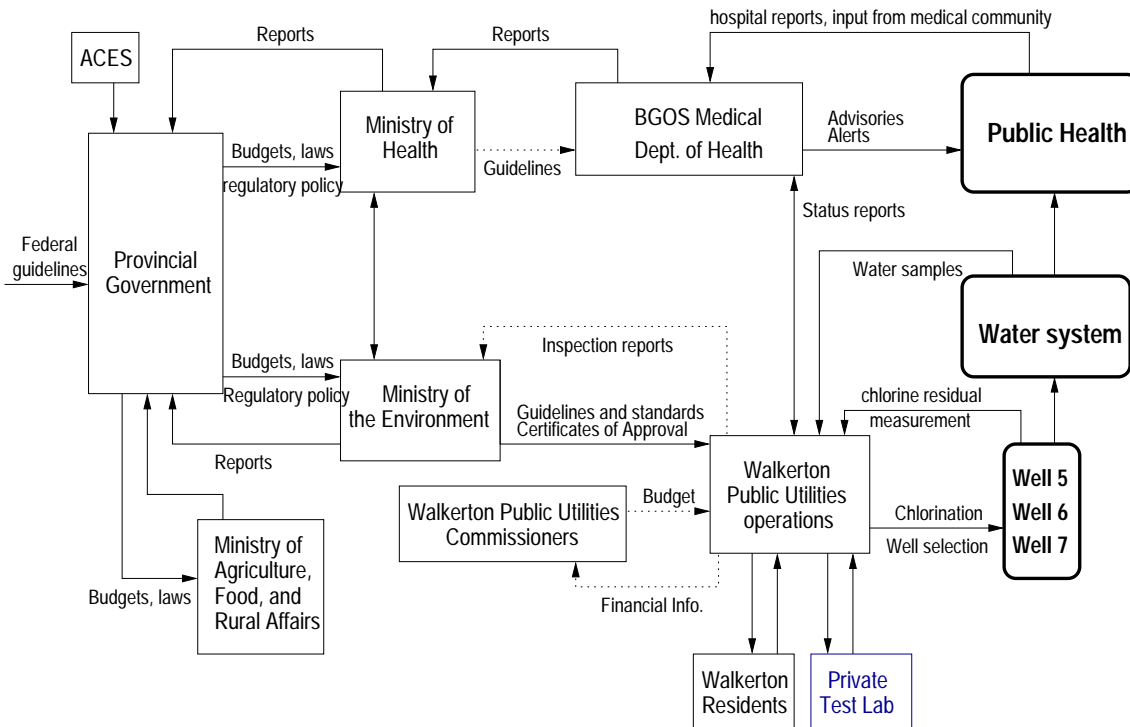 hospital reports, input from medical community
Reports
Reports
ACES
Ministry of
Health
BGOS Medical
Dept. of Health
Advisories
Alerts
Public Health
Budgets, laws
regulatory policy
Guidelines
Status reports
Federal
guidelines
Provincial
Government
Water samples
Water system
Inspection reports
Budgets, laws
Regulatory policy
Ministry of
the Environment
Guidelines and standards
Certificates of Approval
chlorine residual
measurement
Reports
Walkerton Public Utilities
Commissioners
Budget
Walkerton
Public Utilities
operations
Chlorination
Well selection
Well 5
Well 6
Well 7
Ministry of
Agriculture,
Food, and
Rural Affairs
Budgets, laws
Financial Info.
Walkerton
Residents
Private
Test Lab